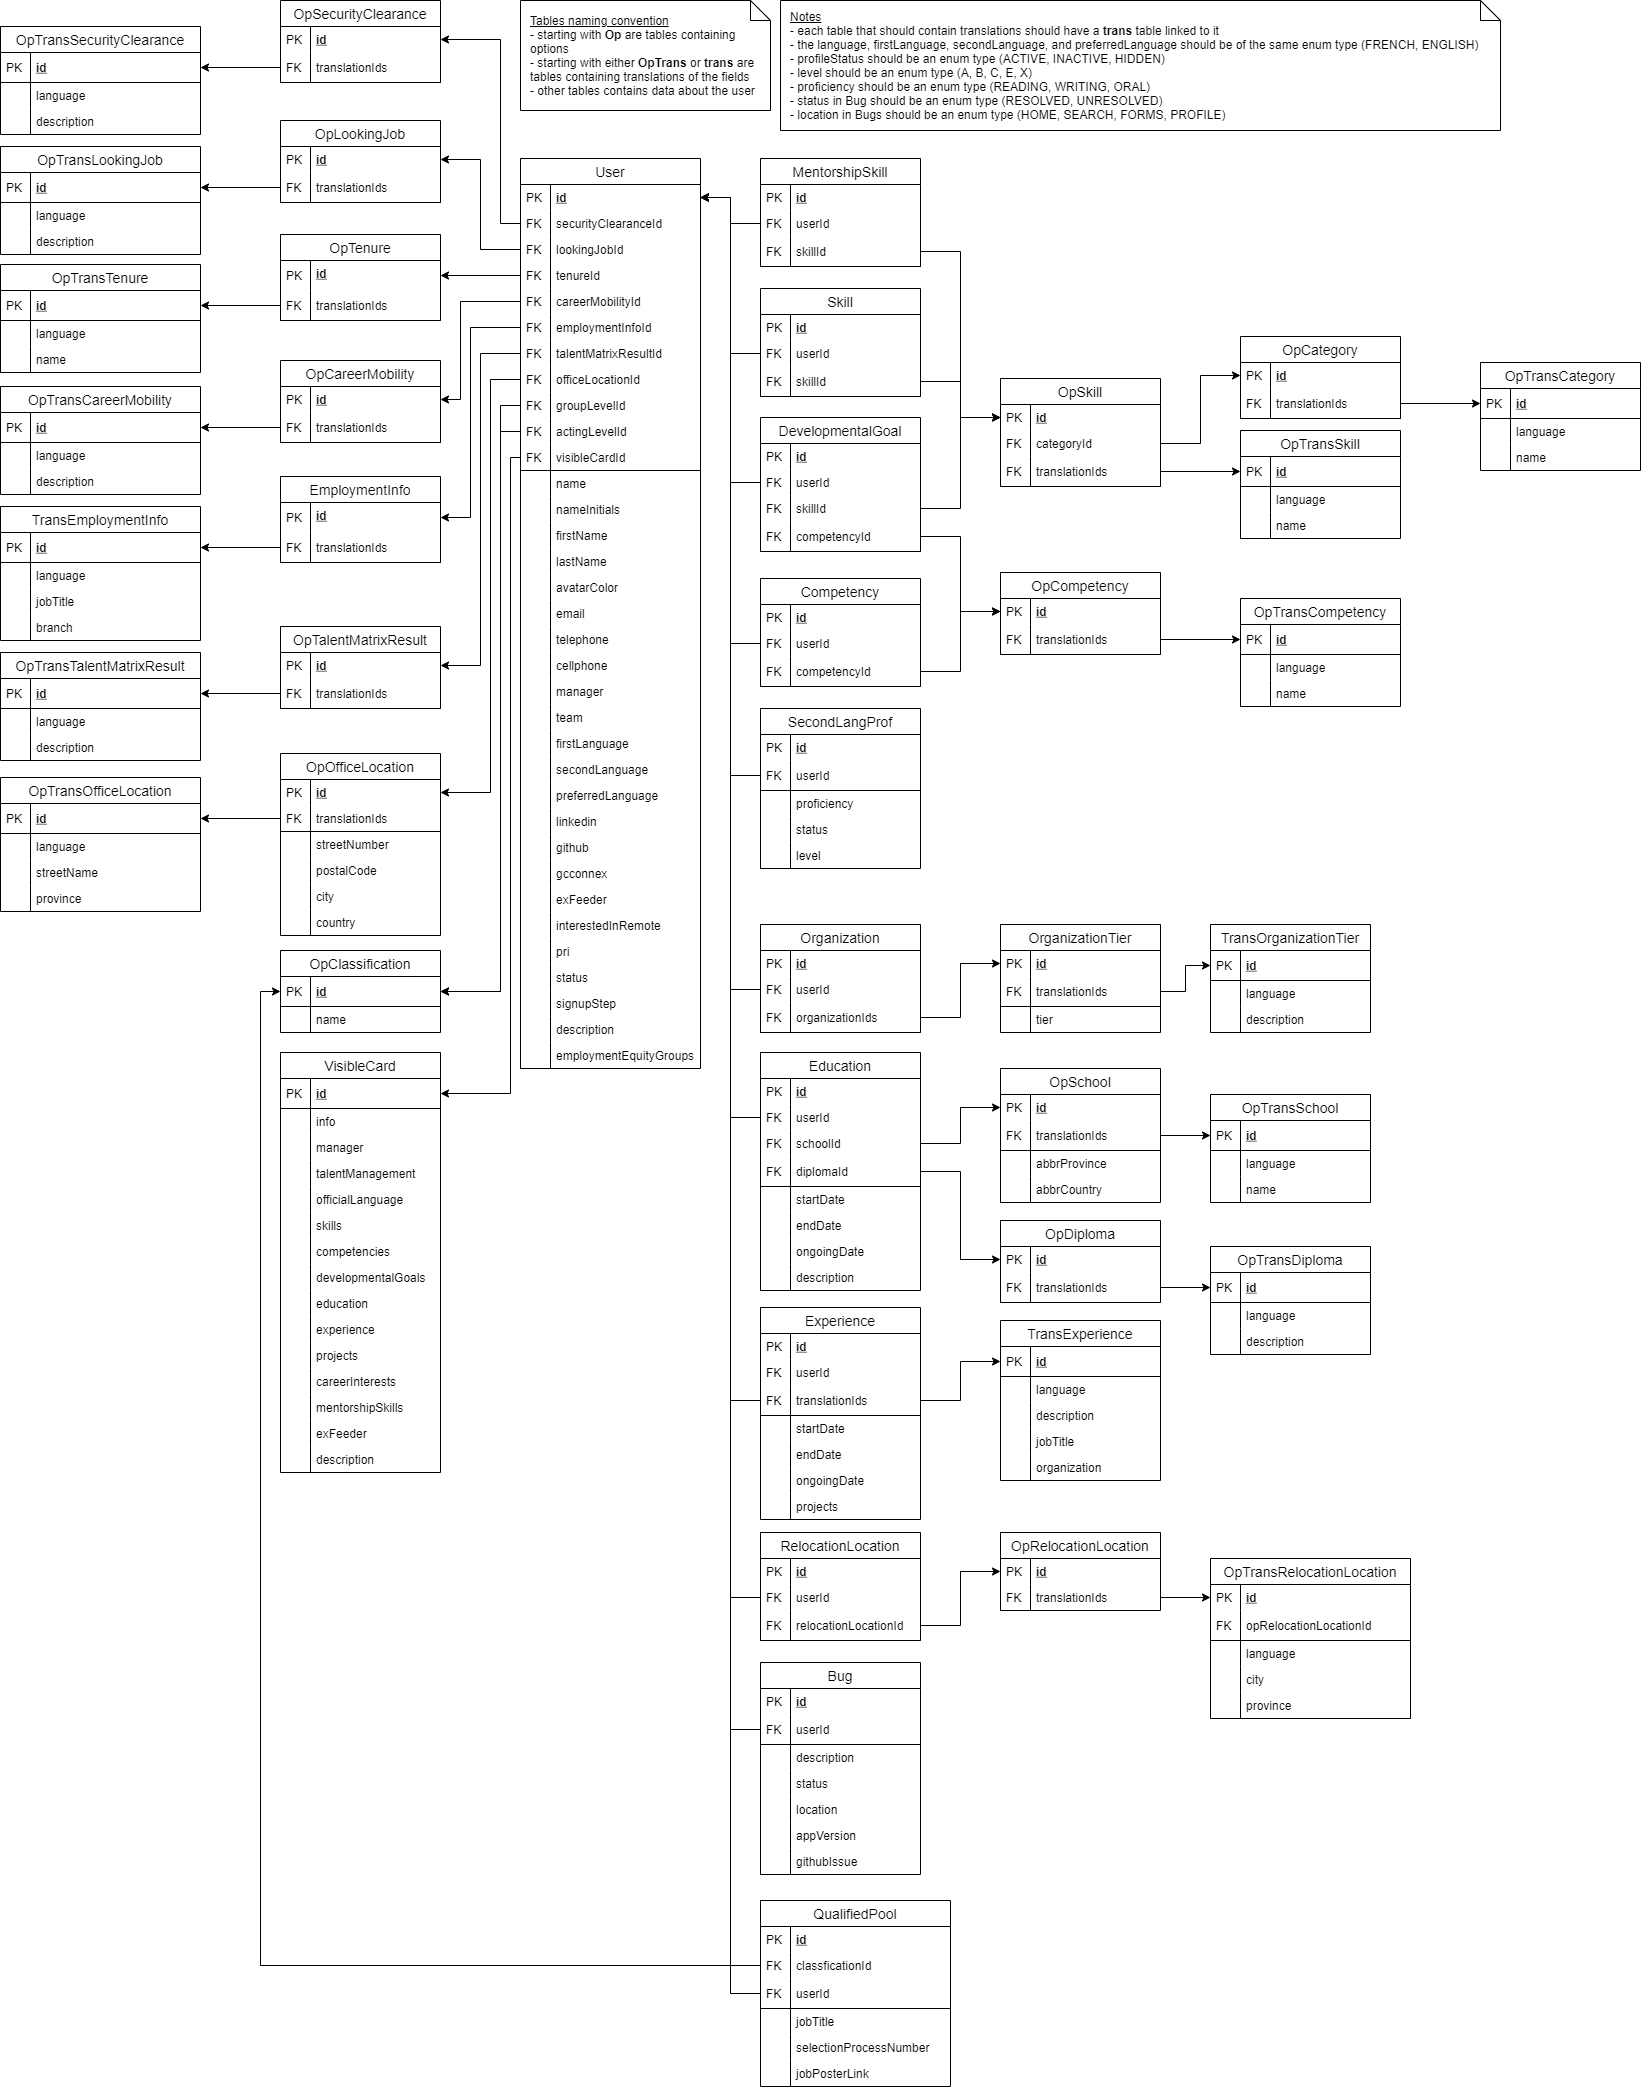 Tables naming convention
- starting with Op are tables containing
options
- starting with either OpTrans or trans are
tables containing translations of the fields
- other tables contains data about the user
Notes
- each table that should contain translations should have a trans table linked to it
- the language, firstLanguage, secondLanguage, and preferredLanguage should be of the same enum type (FRENCH, ENGLISH)
- profileStatus should be an enum type (ACTIVE, INACTIVE, HIDDEN)
- level should be an enum type (A, B, C, E, X)
- proficiency should be an enum type (READING, WRITING, ORAL)
- status in Bug should be an enum type (RESOLVED, UNRESOLVED)
- location in Bugs should be an enum type (HOME, SEARCH, FORMS, PROFILE)
OpTransSecurityClearance
PK id
language
description
OpTransLookingJob
PK id
language
description
OpTransTenure
PK id
language
name
OpTransCareerMobility
PK id
language
description
TransEmploymentInfo
PK id
language
jobTitle
branch
OpTransTalentMatrixResult
PK id
language
description
OpTransOfficeLocation
PK id
language
streetName
province
OpSecurityClearance
PK id
FK translationIds
OpLookingJob
PK id
FK translationIds
OpTenure
PK id
FK translationIds
OpCareerMobility
PK id
FK translationIds
EmploymentInfo
PK id
FK translationIds
OpTalentMatrixResult
PK id
FK translationIds
OpOfficeLocation
PK id
FK translationIds
streetNumber
postalCode
city
country
OpClassification
PK id
name
VisibleCard
PK id
info
manager
talentManagement
officialLanguage
skills
competencies
developmentalGoals
education
experience
projects
careerInterests
mentorshipSkills
exFeeder
description
User
PK id
FK securityClearanceId
FK lookingJobId
FK tenureId
FK careerMobilityId
FK employmentInfoId
FK talentMatrixResultId
FK officeLocationId
FK groupLevelId
FK actingLevelId
FK visibleCardId
name
nameInitials
firstName
lastName
avatarColor
email
telephone
cellphone
manager
team
firstLanguage
secondLanguage
preferredLanguage
linkedin
github
gcconnex
exFeeder
interestedInRemote
pri
status
signupStep
description
employmentEquityGroups
MentorshipSkill
PK id
FK userId
FK skillId
Skill
PK id
FK userId
FK skillId
DevelopmentalGoal
PK id
FK userId
FK skillId
FK competencyId
Competency
PK id
FK userId
FK competencyId
SecondLangProf
PK id
FK userId
proficiency
status
level
Organization
PK id
FK userId
FK organizationIds
Education
PK id
FK userId
FK schoolId
FK diplomaId
startDate
endDate
ongoingDate
description
Experience
PK id
FK userId
FK translationIds
startDate
endDate
ongoingDate
projects
RelocationLocation
PK id
FK userId
FK relocationLocationId
Bug
PK id
FK userId
description
status
location
appVersion
githubIssue
QualifiedPool
PK id
FK classficationId
FK userId
jobTitle
selectionProcessNumber
jobPosterLink
OpSkill
PK id
FK categoryId
FK translationIds
OpCompetency
PK id
FK translationIds
OrganizationTier
PK id
FK translationIds
tier
OpSchool
PK id
FK translationIds
abbrProvince
abbrCountry
OpDiploma
PK id
FK translationIds
TransExperience
PK id
language
description
jobTitle
organization
OpRelocationLocation
PK id
FK translationIds
OpCategory
PK id
FK translationIds
OpTransSkill
PK id
language
name
OpTransCompetency
PK id
language
name
TransOrganizationTier
PK id
language
description
OpTransSchool
PK id
language
name
OpTransDiploma
PK id
language
description
OpTransRelocationLocation
PK id
FK opRelocationLocationId
language
city
province
OpTransCategory
PK id
language
name